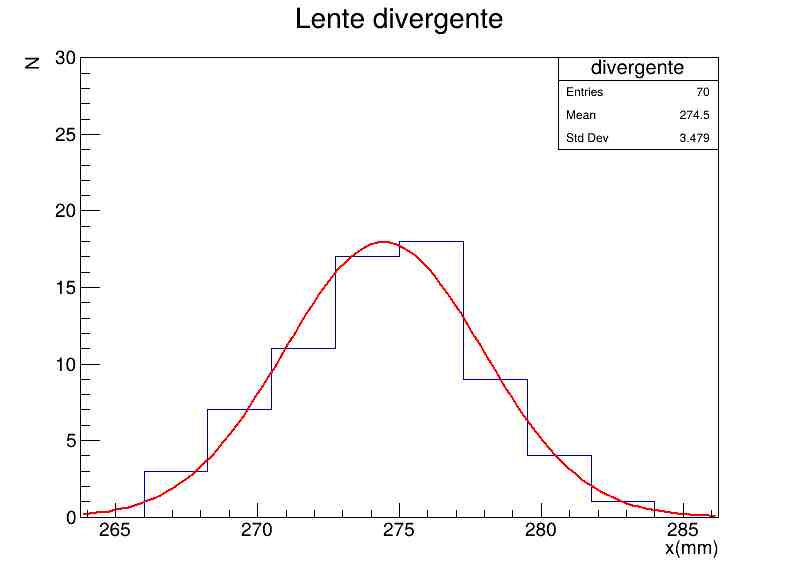 Lente divergente
N
30
divergente
Entries 70
Mean 274.5
Std Dev 3.479
25
20
15
10
5
0
265 270 275 280 285
x(mm)